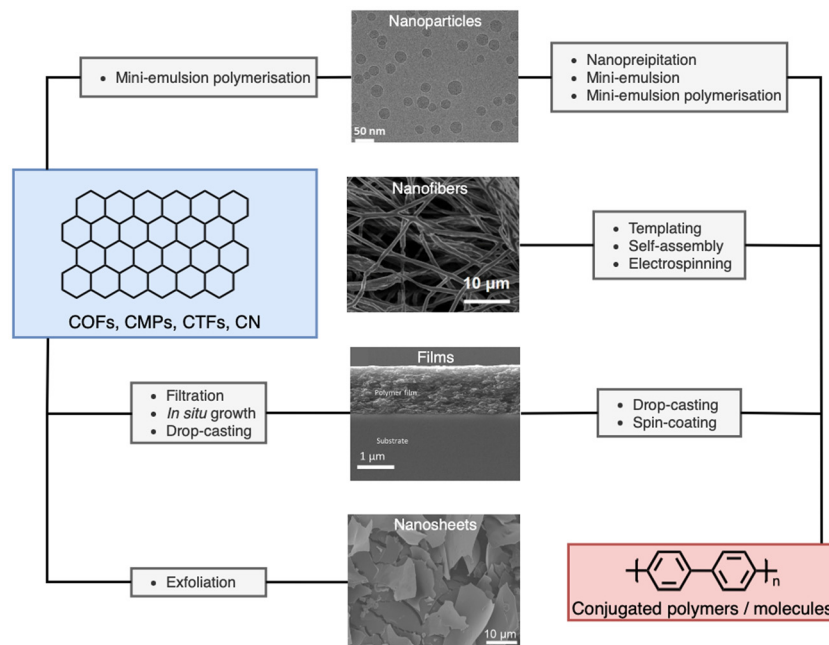 Nanoparticles
50 nm
• Mini-emulsion polymerisation
• Nanopreipitation
• Mini-emulsion
• Mini-emulsion polymerisation
COFs, CMPs, CTFs, CN
Nanofibers
10 µm
• Templating
• Self-assembly
• Electrospinning
• Filtration
• In situ growth
• Drop-casting
Films
Polymer film
Substrate
1 µm
• Drop-casting
• Spin-coating
• Exfoliation
Nanosheets
10 µm
n
Conjugated polymers / molecules